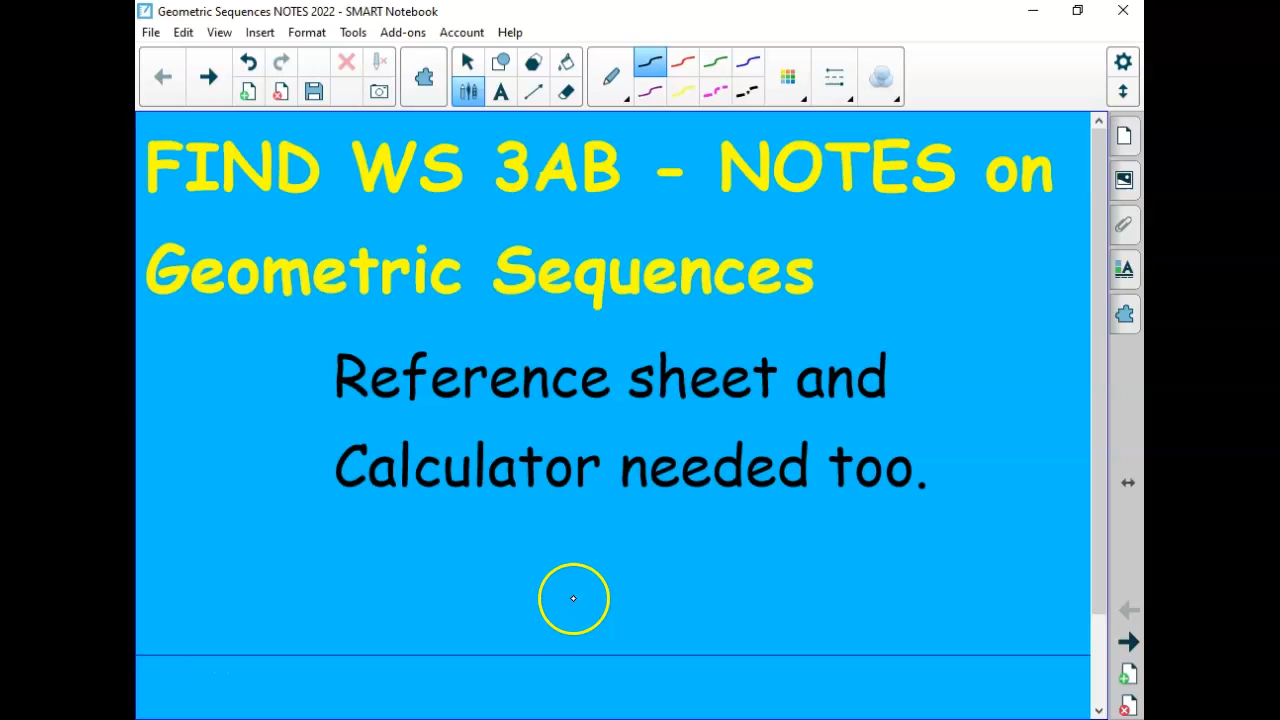 Geometric Sequences NOTES 2022 - SMART Notebook
File Edit View Insert Format Tools Add-ons Account Help
FIND WS 3AB - NOTES on
Geometric Sequences
Reference sheet and
Calculator needed too.